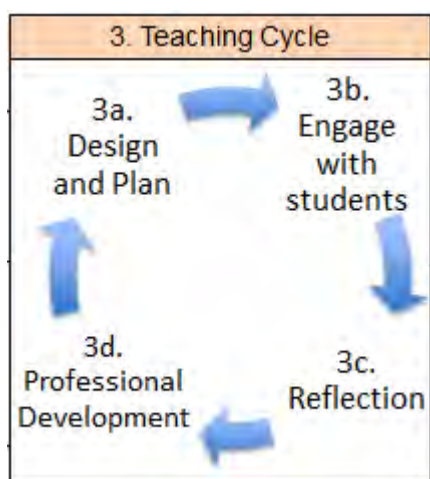 3. Teaching Cycle
3a.
Design
and Plan
3b.
Engage
with
students
3c.
Reflection
3d.
Professional
Development